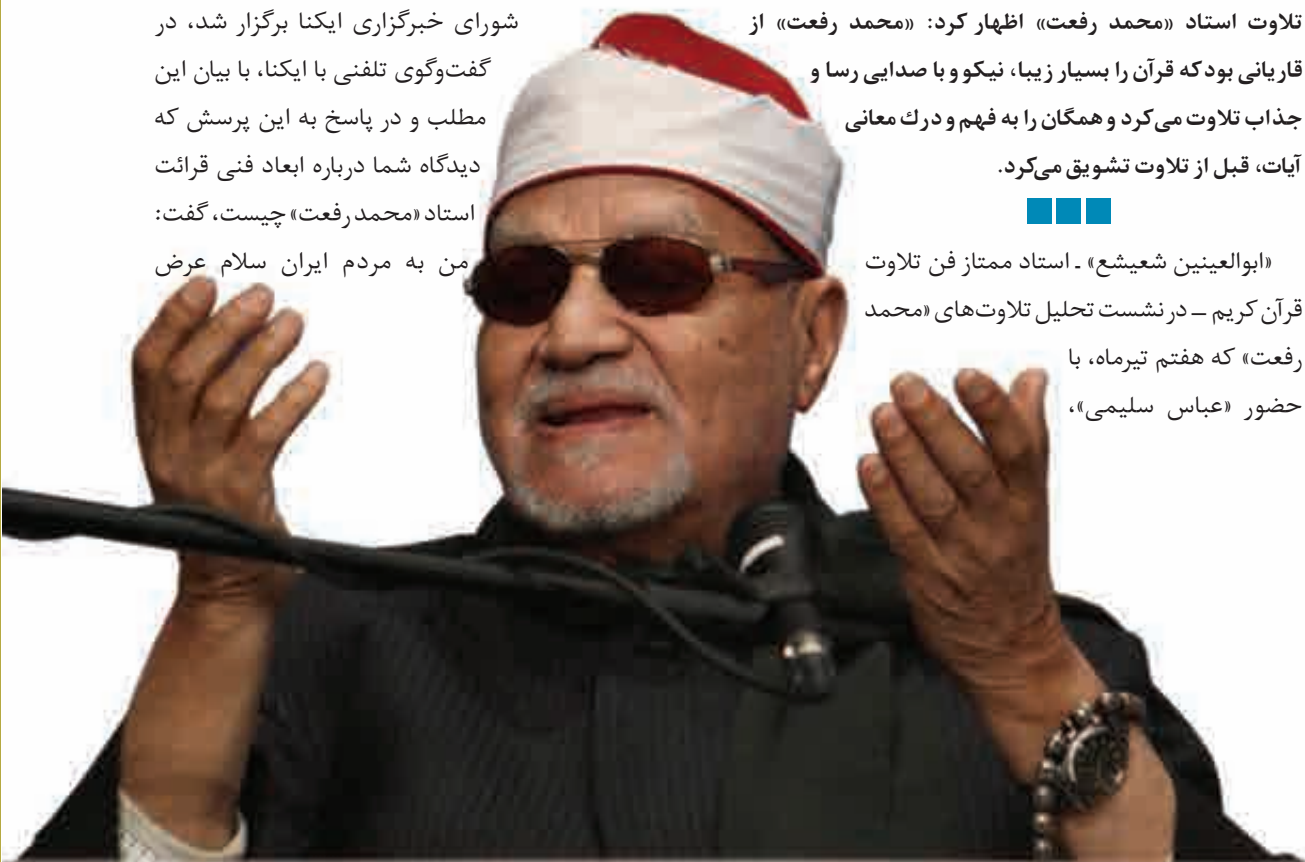 تلاوت استاد «محمد رفعت» اظهار کرد: «محمد رفعت» از
قاریانی بود که قرآن را بسیار زیبا، نیکو و با صدایی رسا و
جذاب تلاوت می‌کرد و همگان را به فهم و درك معانی
آیات، قبل از تلاوت تشویق می‌کرد.
«ابوالعینین شعیشع» ـ استاد ممتاز فن تلاوت
قرآن کریم ــ در نشست تحلیل تلاوت‌های «محمد
رفعت» که هفتم تیرماه، با
حضور «عباس سلیمی»،
شورای خبرگزاری ایکنا برگزار شد، در
گفت‌وگوی تلفنی با ایکنا، با بیان این
مطلب و در پاسخ به این پرسش که
دیدگاه شما درباره ابعاد فنی قرائت
استاد «محمد رفعت» چیست، گفت:
من به مردم ایران سلام عرض